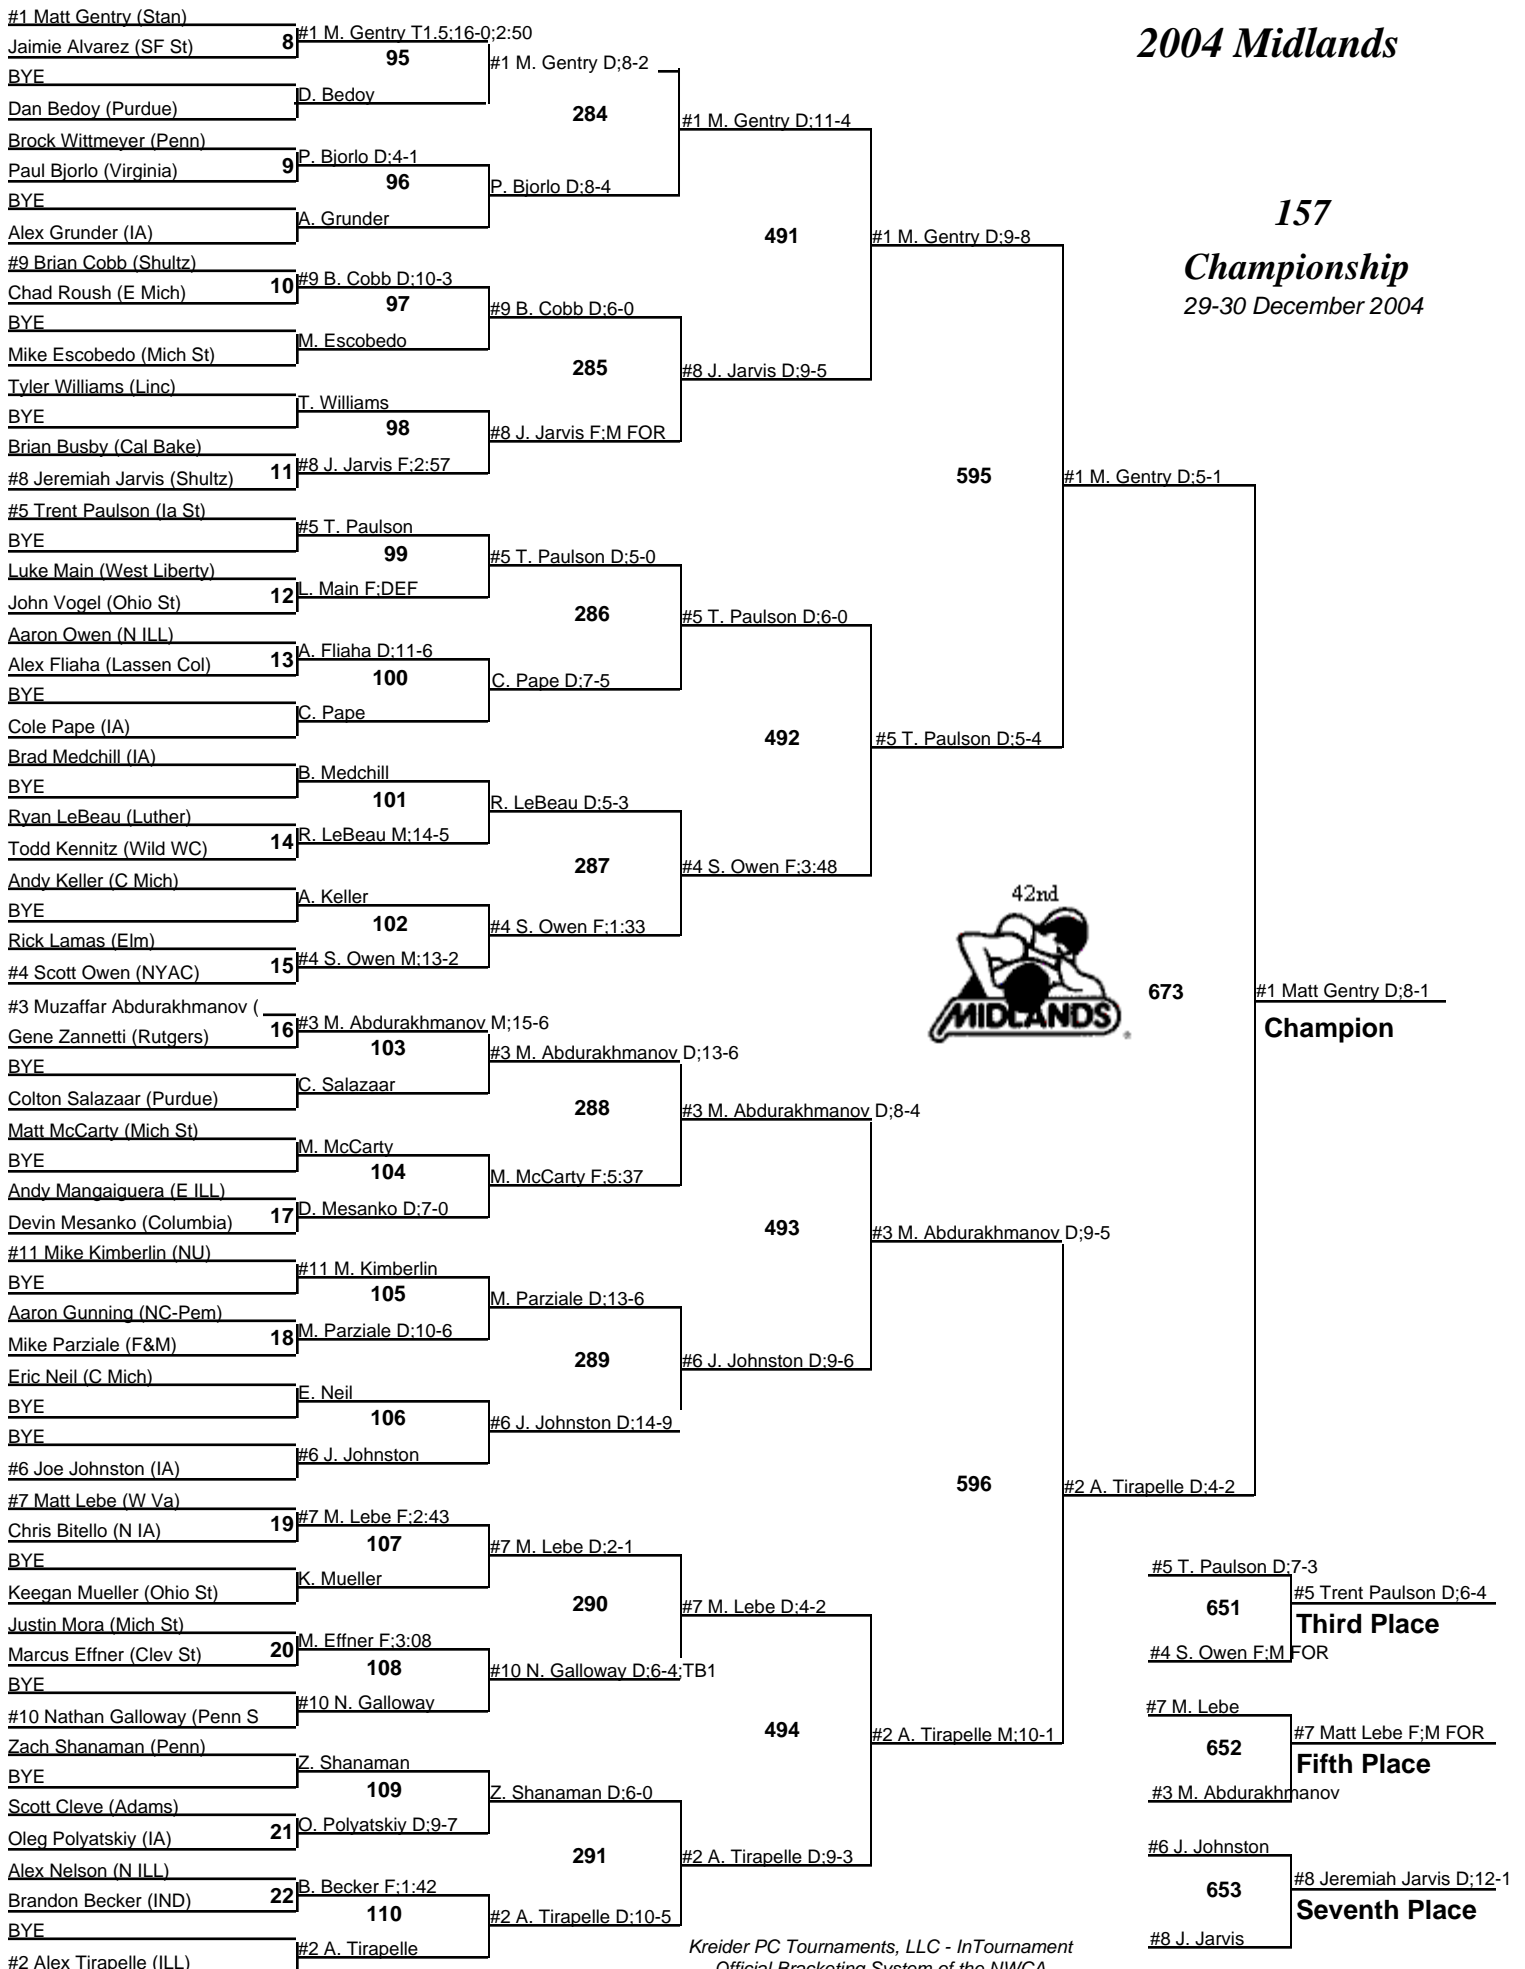 2004 Midlands
157
Championship
29-30 December 2004
#1 Matt Gentry (Stan)
Jaimie Alvarez (SF St)
BYE
Dan Bedoy (Purdue)
Brock Wittmeyer (Penn)
Paul Bjorlo (Virginia)
BYE
Alex Grunder (IA)
#9 Brian Cobb (Shultz)
Chad Roush (E Mich)
BYE
Mike Escobedo (Mich St)
Tyler Williams (Linc)
BYE
Brian Busby (Cal Bake)
#8 Jeremiah Jarvis (Shultz)
#5 Trent Paulson (Ia St)
BYE
Luke Main (West Liberty)
John Vogel (Ohio St)
Aaron Owen (N ILL)
Alex Fliaha (Lassen Col)
BYE
Cole Pape (IA)
Brad Medchill (IA)
BYE
Ryan LeBeau (Luther)
Todd Kennitz (Wild WC)
Andy Keller (C Mich)
BYE
Rick Lamas (Elm)
#4 Scott Owen (NYAC)
#3 Muzaffar Abdurakhmanov (
Gene Zannetti (Rutgers)
BYE
Colton Salazaar (Purdue)
Matt McCarty (Mich St)
BYE
Andy Mangaiguera (E ILL)
Devin Mesanko (Columbia)
#11 Mike Kimberlin (NU)
BYE
Aaron Gunning (NC-Pem)
Mike Parziale (F&M)
Eric Neil (C Mich)
BYE
BYE
#6 Joe Johnston (IA)
#7 Matt Lebe (W Va)
Chris Bitello (N IA)
BYE
Keegan Mueller (Ohio St)
Justin Mora (Mich St)
Marcus Effner (Clev St)
BYE
#10 Nathan Galloway (Penn S
Zach Shanaman (Penn)
BYE
Scott Cleve (Adams)
Oleg Polyatskiy (IA)
Alex Nelson (N ILL)
Brandon Becker (IND)
BYE
#2 Alex Tirapelle (ILL)
8
9
10
11
12
13
14
15
16
17
18
19
20
21
22
#1 M. Gentry T1.5;16-0;2:50
95
D. Bedoy
P. Bjorlo D;4-1
96
A. Grunder
#9 B. Cobb D;10-3
97
M. Escobedo
T. Williams
98
#8 J. Jarvis F;2:57
#5 T. Paulson
99
L. Main F;DEF
A. Fliaha D;11-6
100
C. Pape
B. Medchill
101
R. LeBeau M;14-5
A. Keller
102
#4 S. Owen M;13-2
#3 M. Abdurakhmanov M;15-6
103
C. Salazaar
M. McCarty
104
D. Mesanko D;7-0
#11 M. Kimberlin
105
M. Parziale D;10-6
E. Neil
106
#6 J. Johnston
#7 M. Lebe F;2:43
107
K. Mueller
M. Effner F;3:08
108
#10 N. Galloway
Z. Shanaman
109
O. Polyatskiy D;9-7
B. Becker F;1:42
110
#2 A. Tirapelle
#1 M. Gentry D;8-2
284
P. Bjorlo D;8-4
#9 B. Cobb D;6-0
285
#8 J. Jarvis F;M FOR
#5 T. Paulson D;5-0
286
C. Pape D;7-5
R. LeBeau D;5-3
287
#4 S. Owen F;1:33
#3 M. Abdurakhmanov D;13-6
288
M. McCarty F;5:37
M. Parziale D;13-6
289
#6 J. Johnston D;14-9
#7 M. Lebe D;2-1
290
#10 N. Galloway D;6-4;TB1
Z. Shanaman D;6-0
291
#2 A. Tirapelle D;10-5
#1 M. Gentry D;11-4
491
#8 J. Jarvis D;9-5
#5 T. Paulson D;6-0
492
#4 S. Owen F;3:48
#3 M. Abdurakhmanov D;8-4
493
#6 J. Johnston D;9-6
#7 M. Lebe D;4-2
494
#2 A. Tirapelle D;9-3
#1 M. Gentry D;9-8
595
#5 T. Paulson D;5-4
#3 M. Abdurakhmanov D;9-5
596
#2 A. Tirapelle M;10-1
#1 M. Gentry D;5-1
42nd
MIDLANDS
®
673
#2 A. Tirapelle D;4-2
#1 Matt Gentry D;8-1
Champion
#5 T. Paulson D;7-3
651
#5 Trent Paulson D;6-4
Third Place
#4 S. Owen F;M FOR
#7 M. Lebe
652
#7 Matt Lebe F;M FOR
Fifth Place
#3 M. Abdurakhmanov
#6 J. Johnston
653
#8 Jeremiah Jarvis D;12-1
Seventh Place
#8 J. Jarvis
Kreider PC Tournaments, LLC - InTournament
Official Bracketing System of the NWCA